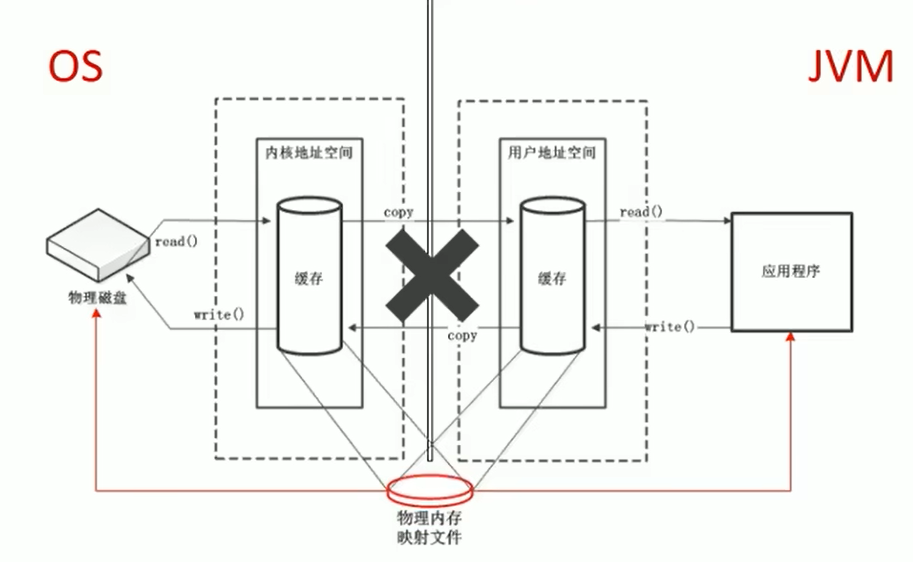 OS
JVM
内核地址空间
用户地址空间
copy
read()
read()
缓存
缓存
应用程序
物理磁盘
write()
copy
write()
物理内存
映射文件